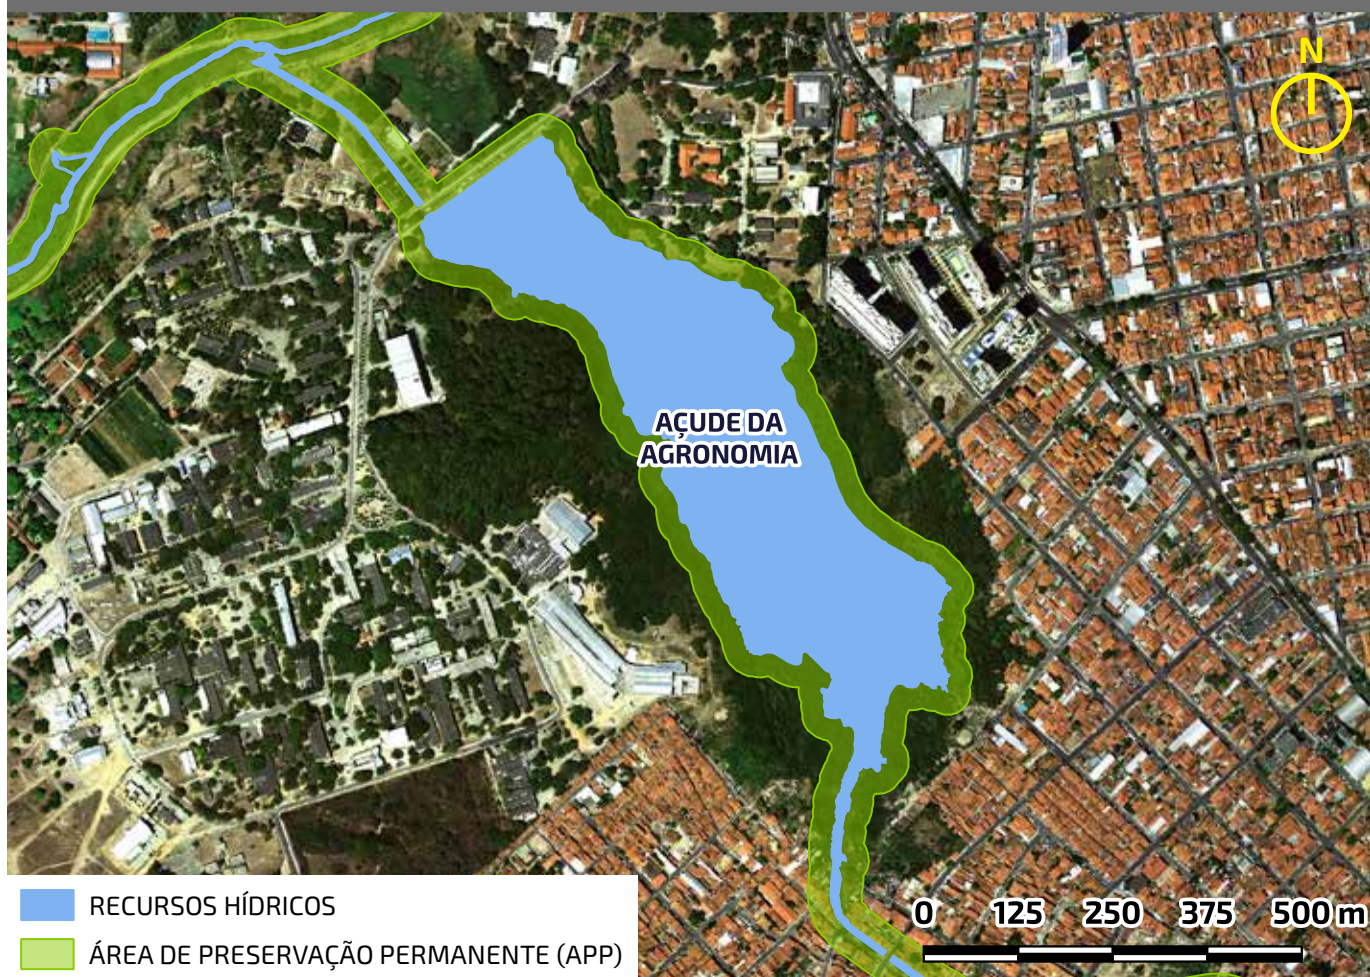 N
AÇUDE DA
AGRONOMIA
RECURSOS HÍDRICOS
ÁREA DE PRESERVAÇÃO PERMANENTE (APP)
0 125 250 375 500 m